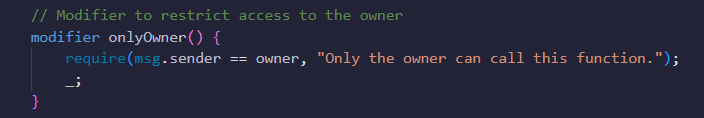 // Modifier to restrict access to the owner
modifier onlyOwner() {
require(msg.sender == owner, "Only the owner can call this function.");
_;
}